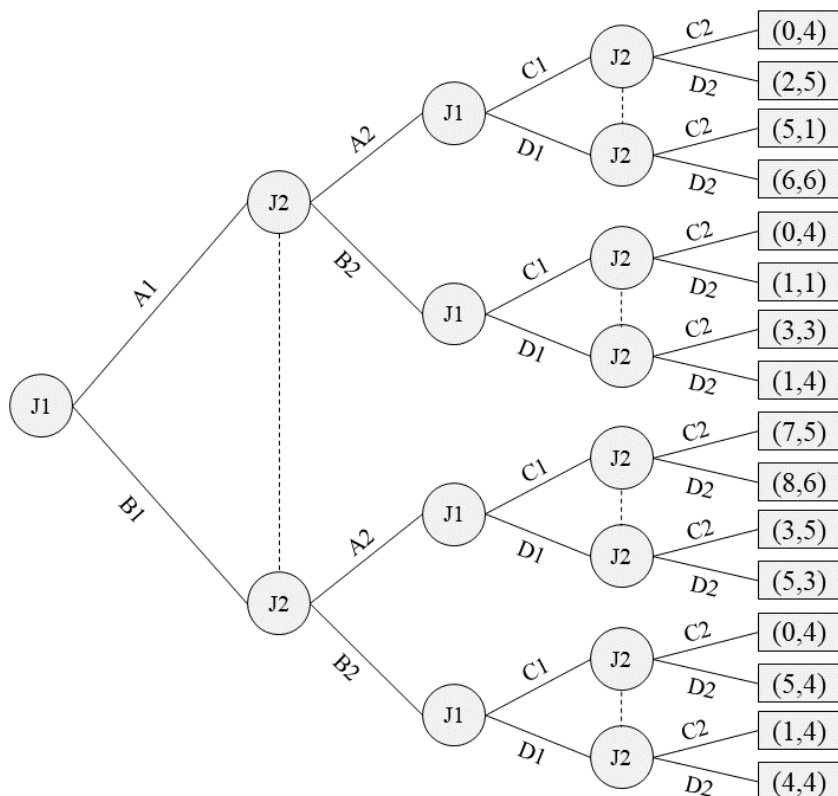 C2
(0,4)
J2
D2
(2,5)
C1
A2
J1
D1
C2
(5,1)
J2
D2
(6,6)
J2
A1
B2
C2
(0,4)
J2
D2
(1,1)
C1
J1
D1
C2
(3,3)
J2
D2
(1,4)
J1
B1
C2
(7,5)
J2
D2
(8,6)
C1
A2
J1
D1
C2
(3,5)
J2
D2
(5,3)
J2
B2
C2
(0,4)
J2
D2
(5,4)
C1
J1
D1
C2
(1,4)
J2
D2
(4,4)